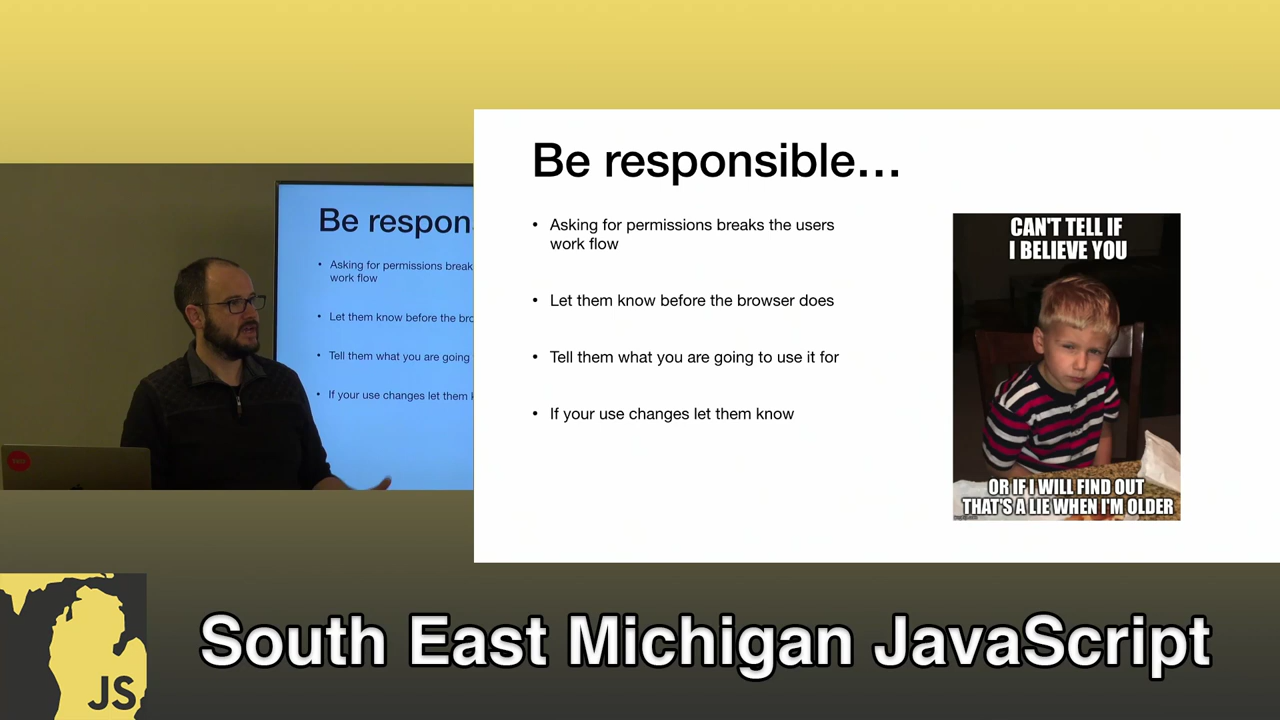 Be responsible...
• Asking for permissions breaks the users
work flow
• Let them know before the browser does
• Tell them what you are going to use it for
• If your use changes let them know
CAN'T TELL IF
I BELIEVE YOU
OR IF I WILL FIND OUT
THAT'S A LIE WHEN I'M OLDER
Be respon
• Asking for permissions break
work flow
• Let them know before the bro
• Tell them what you are going
• If your use changes let them
JS
South East Michigan JavaScript